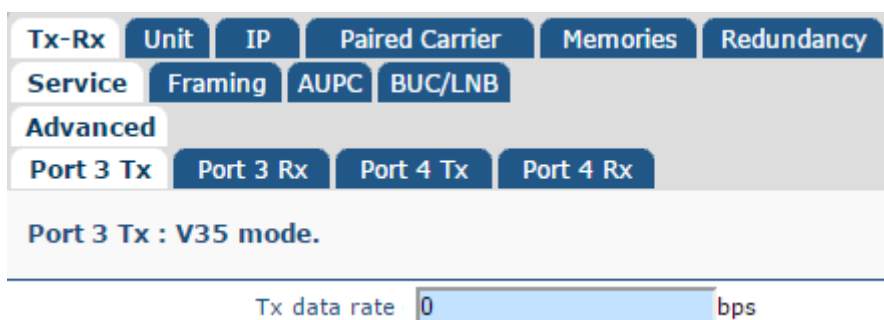 Tx-Rx Unit IP Paired Carrier Memories Redundancy
Service Framing AUPC BUC/LNB
Advanced
Port 3 Tx Port 3 Rx Port 4 Tx Port 4 Rx
Port 3 Tx : V35 mode.
Tx data rate 0 bps